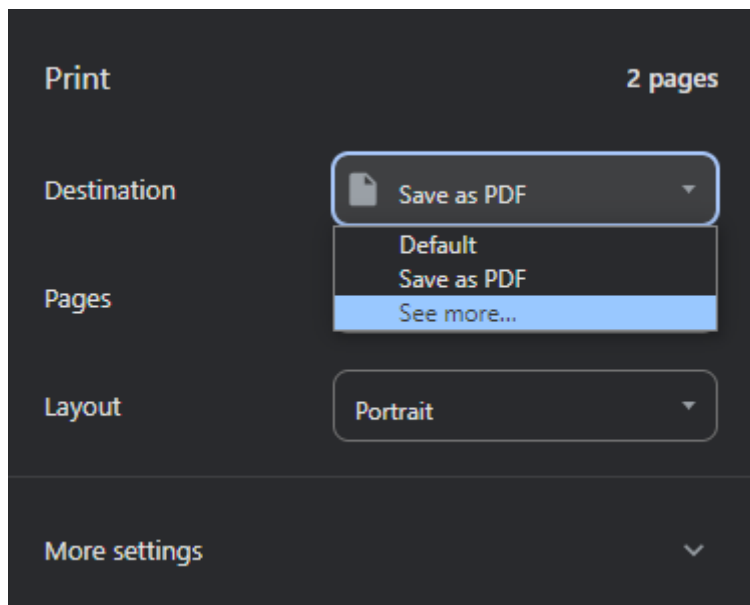 Print
2 pages
Destination
Save as PDF
Default
Save as PDF
See more...
Pages
Layout
Portrait
More settings